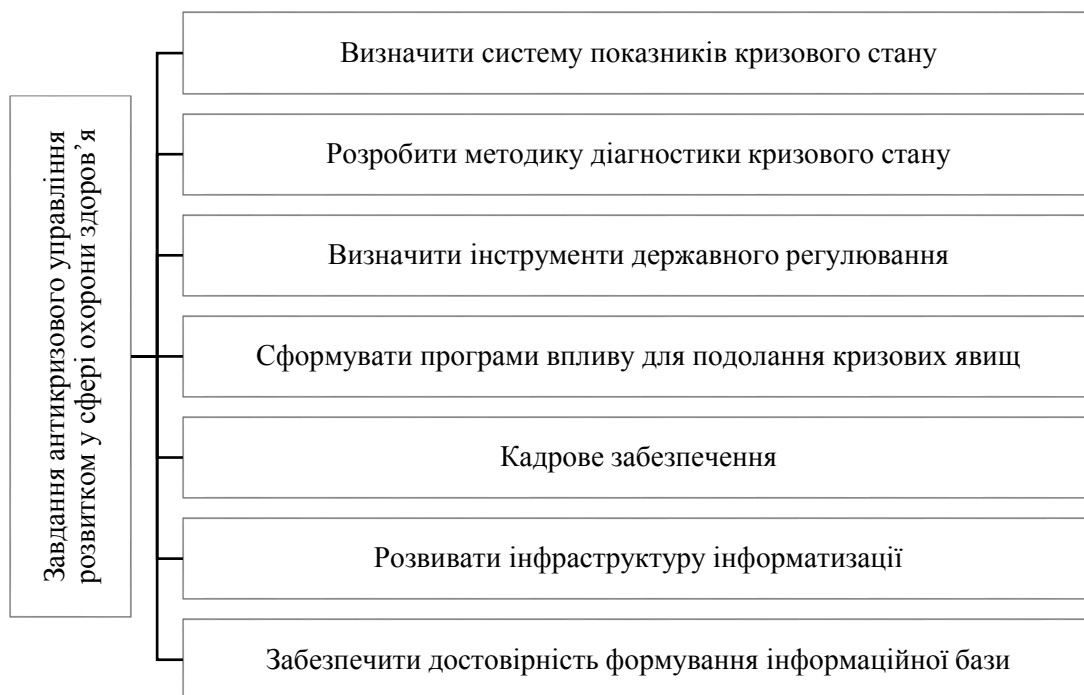 Завдання антикризового управління
розвитком у сфері охорони здоров’я
Визначити систему показників кризового стану
Розробити методику діагностики кризового стану
Визначити інструменти державного регулювання
Сформувати програми впливу для подолання кризових явищ
Кадрове забезпечення
Розвивати інфраструктуру інформатизації
Забезпечити достовірність формування інформаційної бази